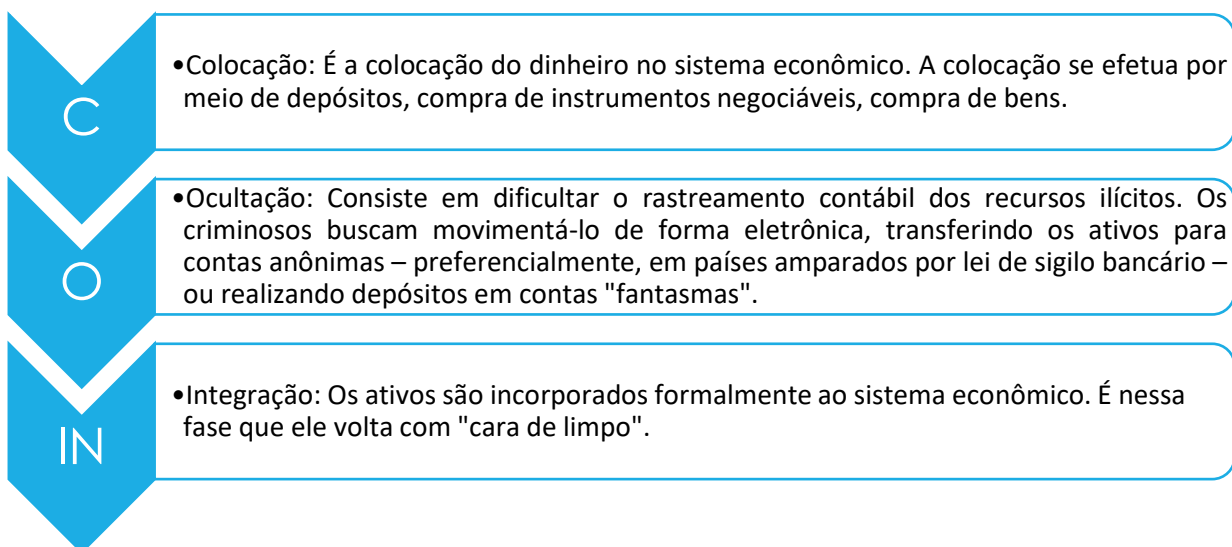 C
•Colocação: É a colocação do dinheiro no sistema econômico. A colocação se efetua por
meio de depósitos, compra de instrumentos negociáveis, compra de bens.
O
•Ocultação: Consiste em dificultar o rastreamento contábil dos recursos ilícitos. Os
criminosos buscam movimentá-lo de forma eletrônica, transferindo os ativos para
contas anônimas – preferencialmente, em países amparados por lei de sigilo bancário –
ou realizando depósitos em contas "fantasmas".
IN
•Integração: Os ativos são incorporados formalmente ao sistema econômico. É nessa
fase que ele volta com "cara de limpo".